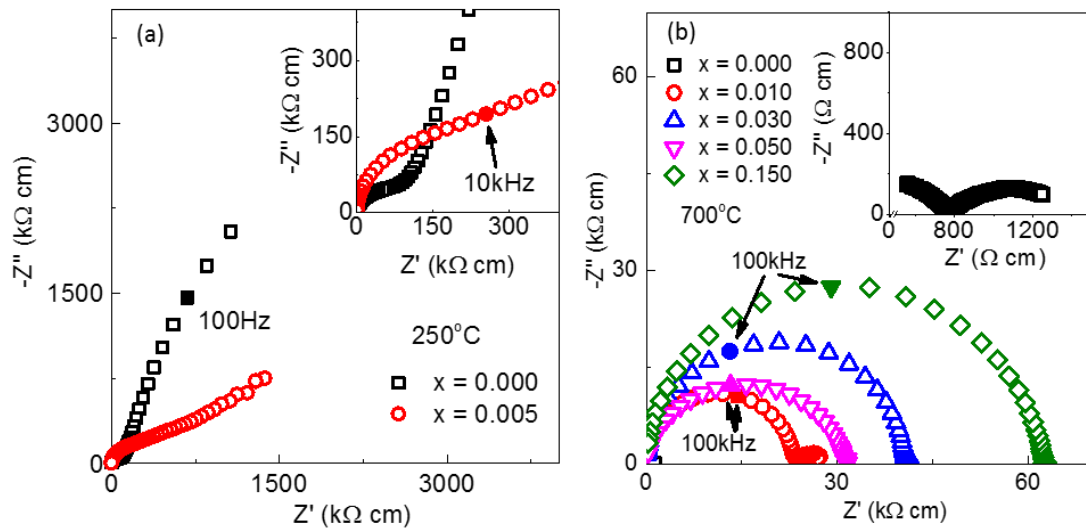 (a)
-Z'' (kΩ cm)
3000
1500
0
0
1500
3000
Z' (kΩ cm)
100Hz
250°C
x = 0.000
x = 0.005
-Z'' (kΩ cm)
300
150
0
0
150
300
Z' (kΩ cm)
10kHz
(b)
-Z'' (kΩ cm)
60
30
0
0
30
60
Z' (kΩ cm)
x = 0.000
x = 0.010
x = 0.030
x = 0.050
x = 0.150
700°C
100kHz
100kHz
-Z'' (Ω cm)
800
400
0
0
800
1200
Z' (Ω cm)